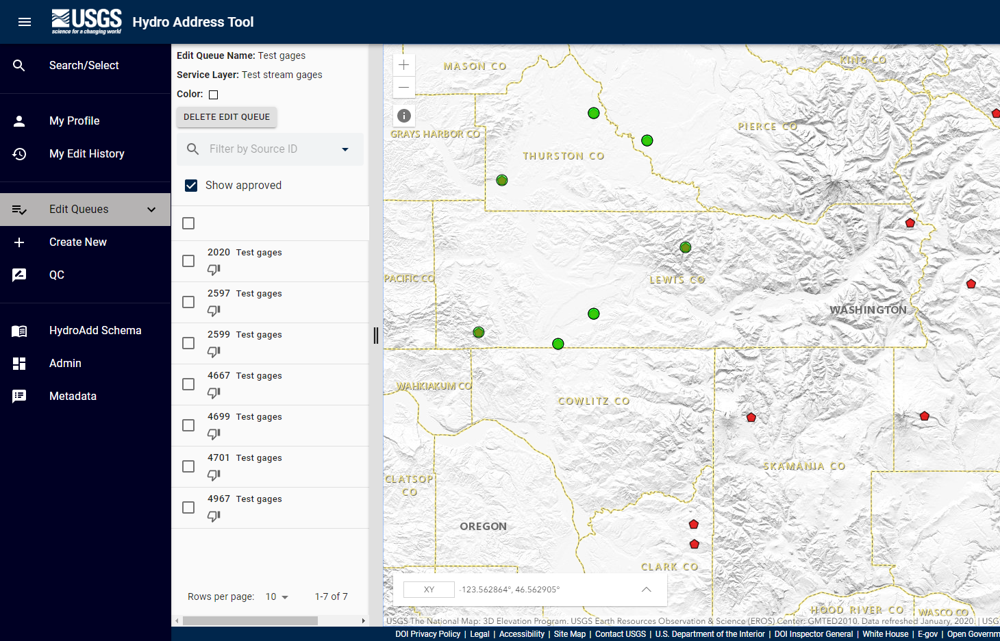 USGS
science for a changing world
Hydro Address Tool
Search/Select
My Profile
My Edit History
Edit Queues
Create New
QC
HydroAdd Schema
Admin
Metadata
Edit Queue Name: Test gages
Service Layer: Test stream gages
Color:
DELETE EDIT QUEUE
Filter by Source ID
Show approved
2020 Test gages
2597 Test gages
2599 Test gages
4667 Test gages
4699 Test gages
4701 Test gages
4967 Test gages
Rows per page: 10 1-7 of 7
MASON CO
KING CO
PIERCE CO
GRAYS HARBOR CO
THURSTON CO
PACIFIC CO
LEWIS CO
WASHINGTON
WAHKIAKUM CO
COWLITZ CO
SKAMANIA CO
CLATSOP
CO
OREGON
CLARK CO
HOOD RIVER CO
WASCO CO
XY -123.562864°, 46.562905°
USGS The National Map: 3D Elevation Program. USGS Earth Resources Observation & Science (EROS) Center: GMTED2010. Data refreshed January, 2020. | USG
DOI Privacy Policy | Legal | Accessibility | Site Map | Contact USGS | U.S. Department of the Interior | DOI Inspector General | White House | E-gov | Open Governm